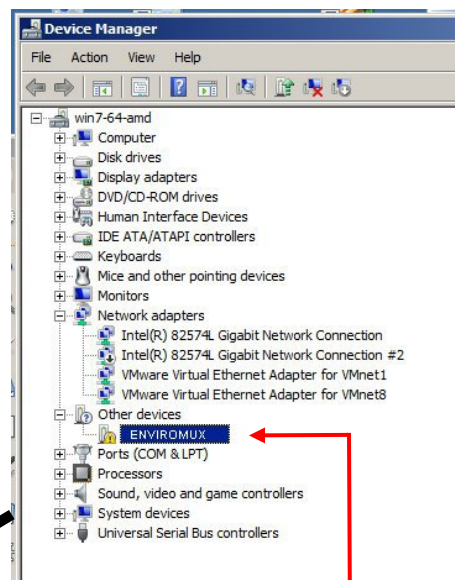 Device Manager
File Action View Help
win7-64-amd
Computer
Disk drives
Display adapters
DVD/CD-ROM drives
Human Interface Devices
IDE ATA/ATAPI controllers
Keyboards
Mice and other pointing devices
Monitors
Network adapters
Intel(R) 82574L Gigabit Network Connection
Intel(R) 82574L Gigabit Network Connection #2
VMware Virtual Ethernet Adapter for VMnet1
VMware Virtual Ethernet Adapter for VMnet8
Other devices
ENVIROMUX
Ports (COM & LPT)
Processors
Sound, video and game controllers
System devices
Universal Serial Bus controllers